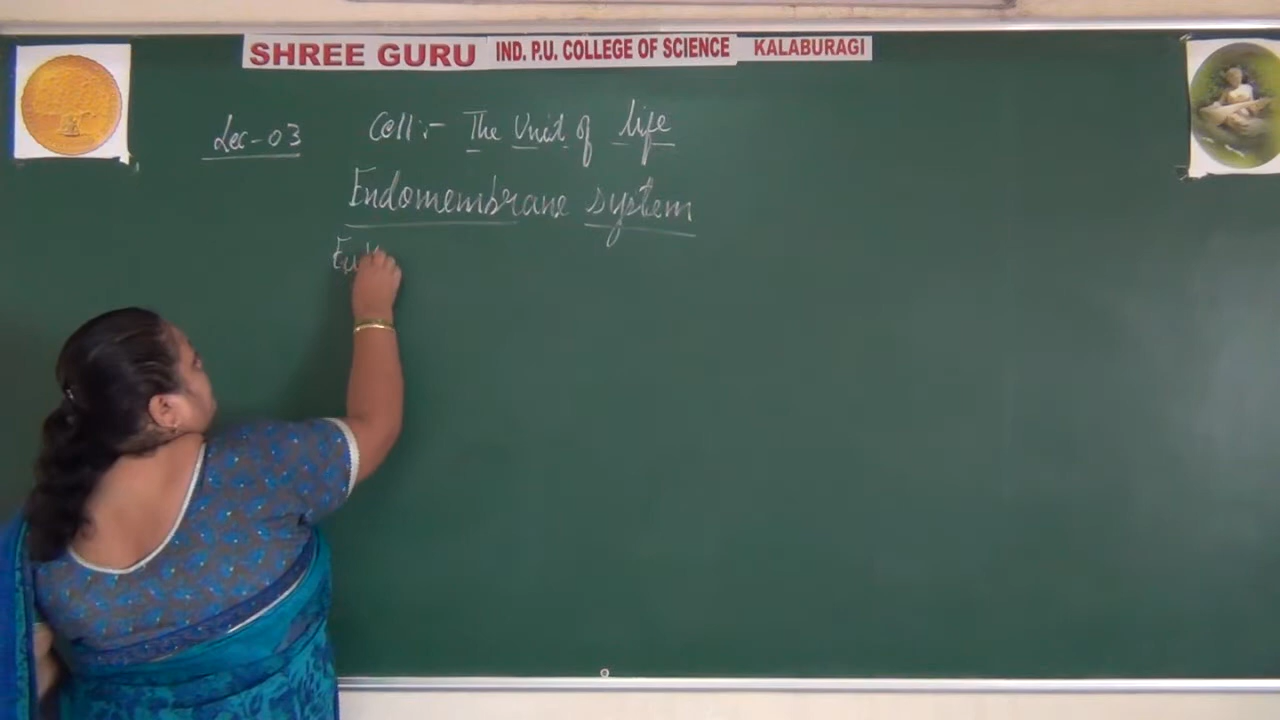 SHREE GURU IND. P.U. COLLEGE OF SCIENCE KALABURAGI
Lec-03 Cell:- The Unit of life
Endomembrane system